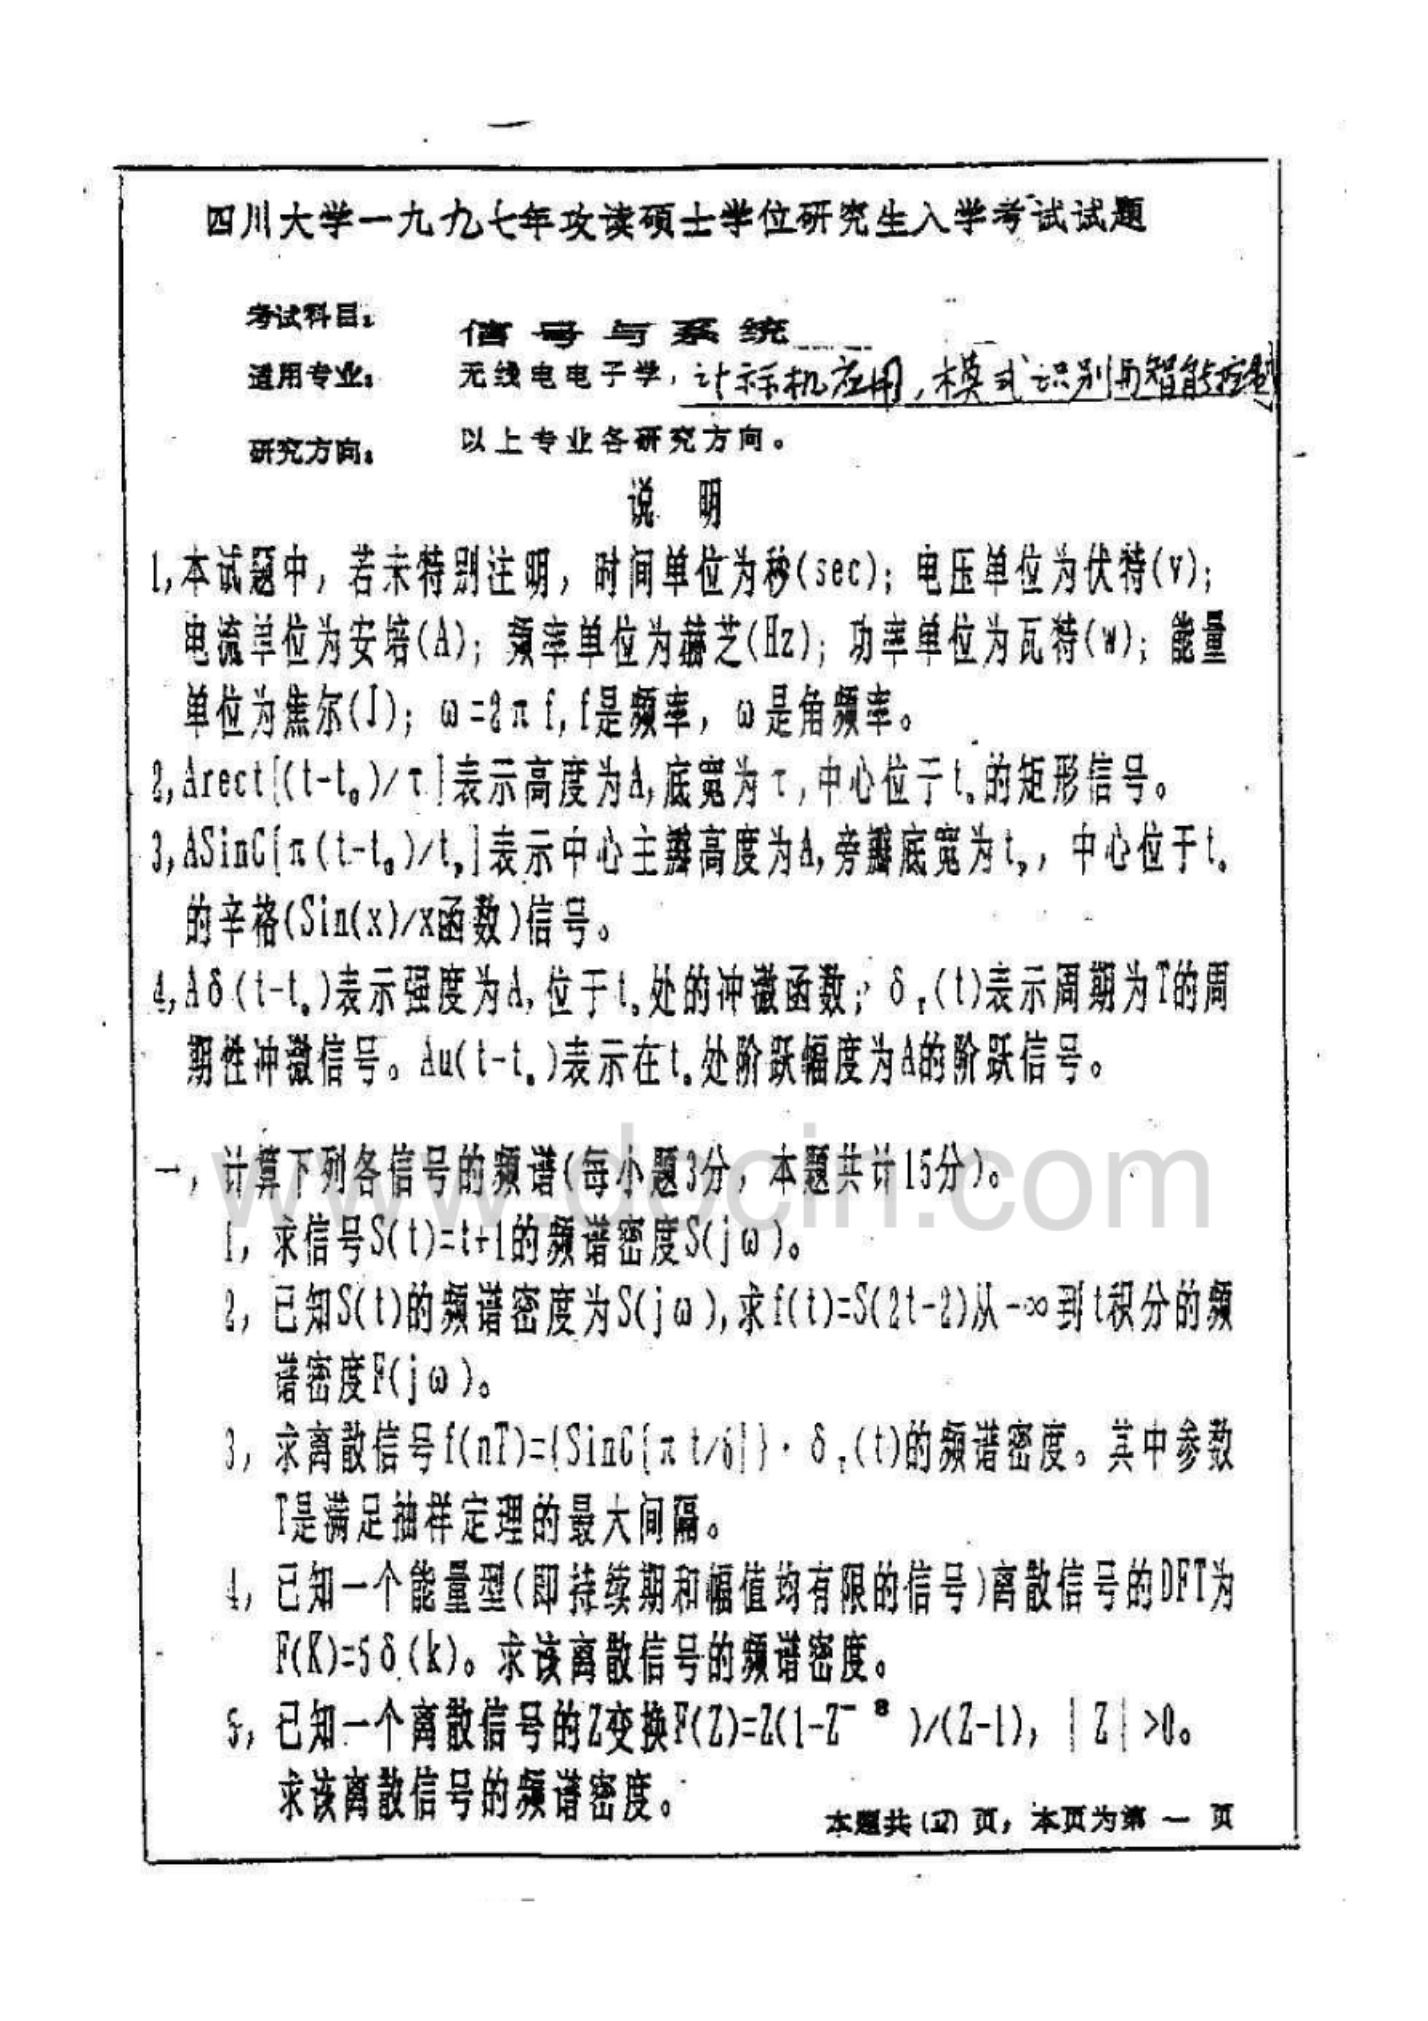 四川大学一九九七年攻读硕士学位研究生入学考试试题
考试科目: 信号与系统
适用专业: 无线电电子学, 计标机应用, 模式识别与智能控制
研究方向: 以上专业各研究方向。
说 明
1,本试题中，若未特别注明，时间单位为秒(sec); 电压单位为伏特(v);
电流单位为安培(A); 频率单位为赫芝(Hz); 功率单位为瓦特(w); 能量
单位为焦尔(J); ω=2πf,f是频率，ω是角频率。
2,Arect[(t-t₀)/τ]表示高度为A,底宽为τ,中心位于t₀的矩形信号。
3,ASinC[π(t-t₀)/t₀]表示中心主瓣高度为A,旁瓣底宽为t₀，中心位于t₀
的辛格(Sin(x)/x函数)信号。
4,Aδ(t-t₀)表示强度为A,位于t₀处的冲激函数; δT(t)表示周期为T的周
期性冲激信号。Au(t-t₀)表示在t₀处阶跃幅度为A的阶跃信号。
一, 计算下列各信号的频谱(每小题3分, 本题共计15分)。
1, 求信号S(t)=t+1的频谱密度S(jω)。
2, 已知S(t)的频谱密度为S(jω),求f(t)=S(2t-2)从-∞到t积分的频
谱密度F(jω)。
3, 求离散信号f(nT)={SinC[πt/6]}·δT(t)的频谱密度。其中参数
T是满足抽样定理的最大间隔。
4, 已知一个能量型(即持续期和幅值均有限的信号)离散信号的DFT为
F(K)=5δ(k)。求该离散信号的频谱密度。
5, 已知一个离散信号的Z变换F(Z)=Z(1-Z⁻⁸)/(Z-1), |Z|>0。
求该离散信号的频谱密度。
本题共(四)页, 本页为第 一 页
www.docin.com